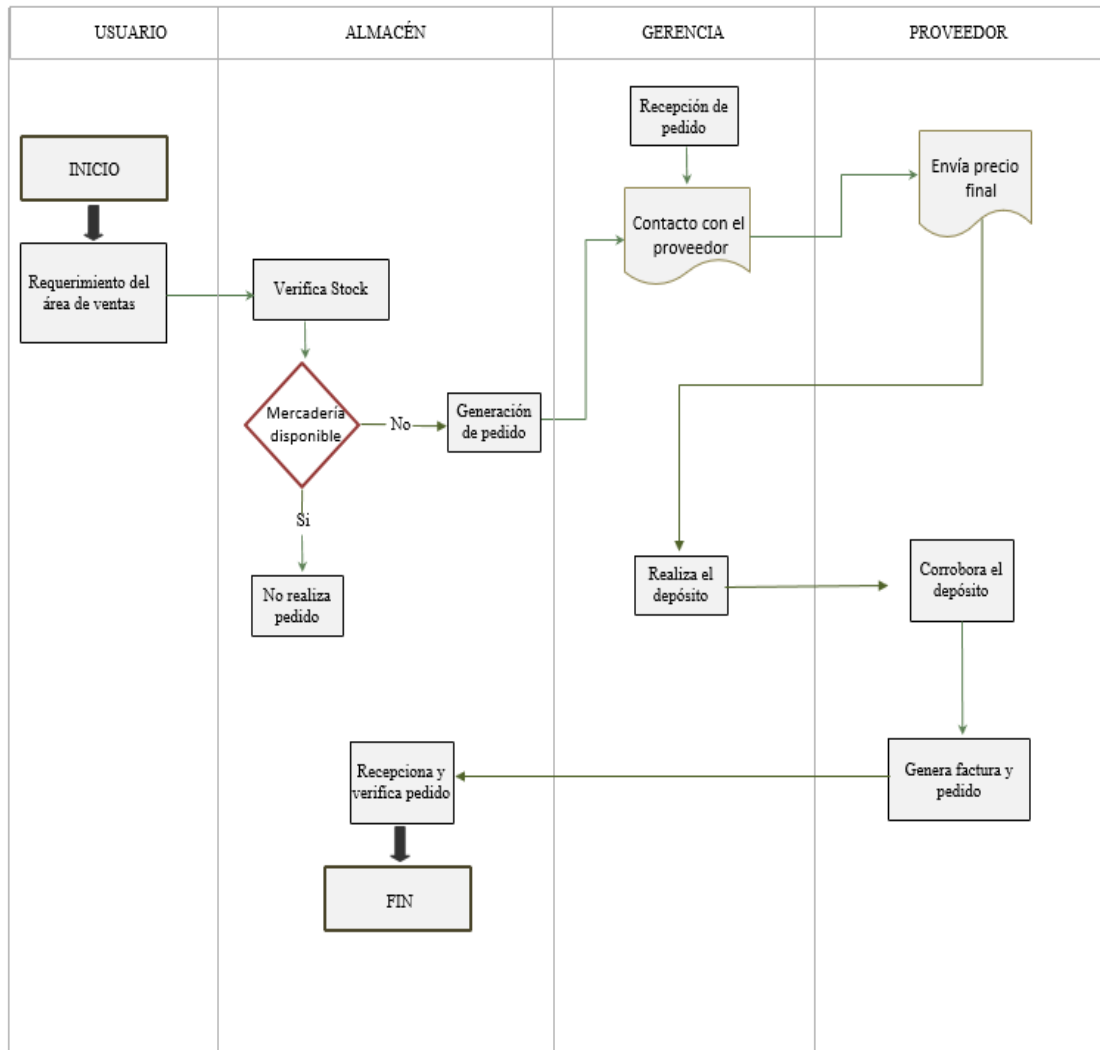 USUARIO
ALMACÉN
GERENCIA
PROVEEDOR
Recepción de
pedido
INICIO
Envía precio
final
Contacto con el
proveedor
Requerimiento del
área de ventas
Verifica Stock
Mercadería
disponible
No
Generación
de pedido
Si
No realiza
pedido
Realiza el
depósito
Corrobora el
depósito
Recepciona y
verifica pedido
Genera factura y
pedido
FIN